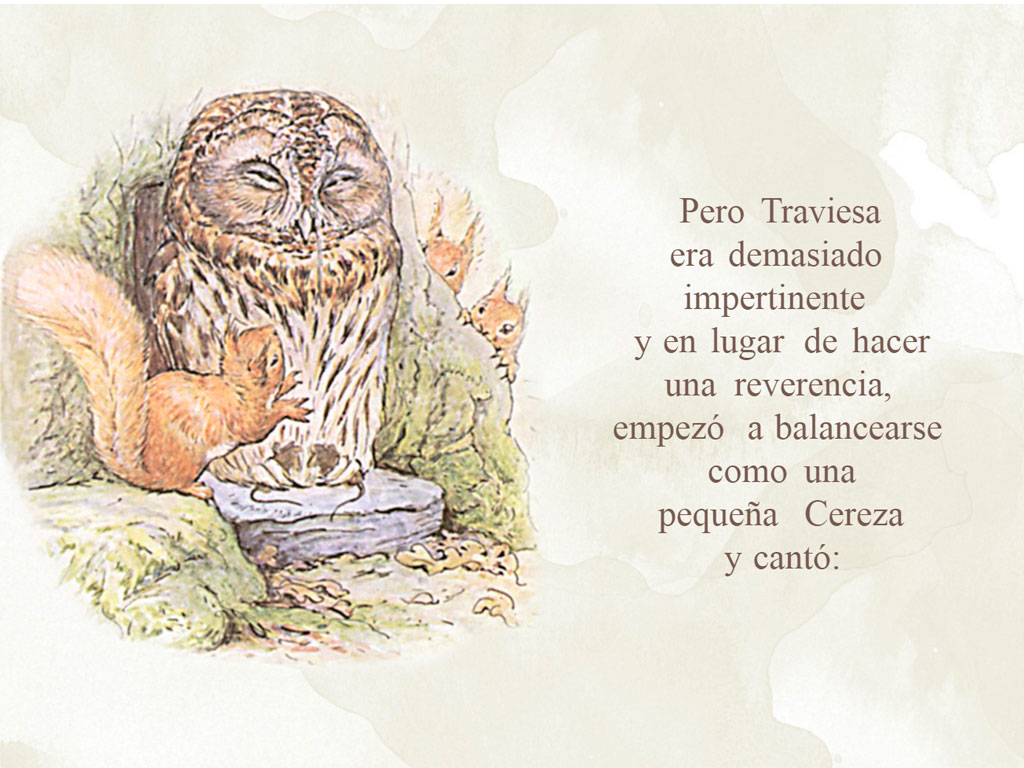 Pero Traviesa
era demasiado
impertinente
y en lugar de hacer
una reverencia,
empezó a balancearse
como una
pequeña Cereza
y cantó: